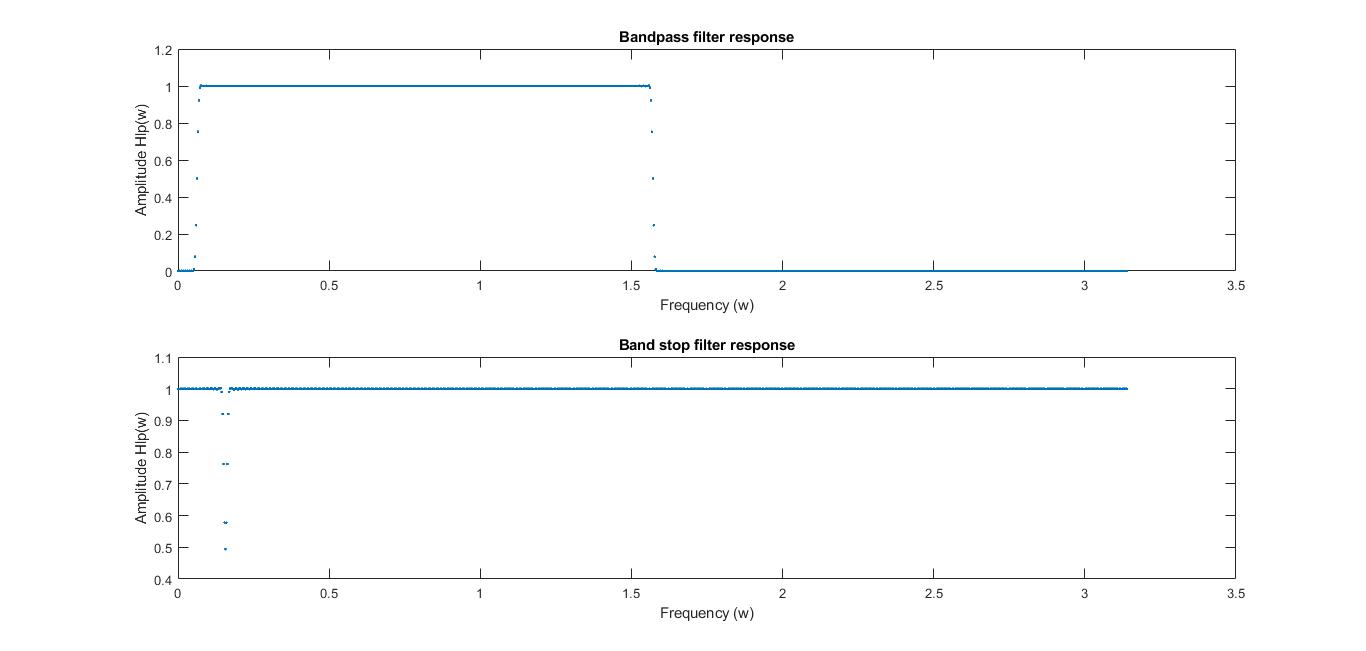 Bandpass filter response
1.2
1
0.8
0.6
0.4
0.2
0
Amplitude Hlp(w)
0 0.5 1 1.5 2 2.5 3 3.5
Frequency (w)
Band stop filter response
1.1
1
0.9
0.8
0.7
0.6
0.5
0.4
Amplitude Hlp(w)
0 0.5 1 1.5 2 2.5 3 3.5
Frequency (w)